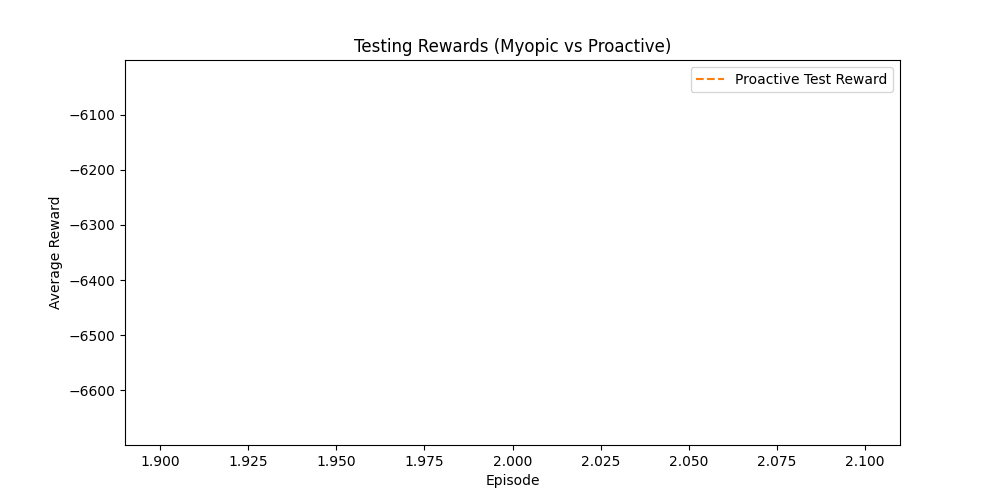 Testing Rewards (Myopic vs Proactive)
Proactive Test Reward
−6100
−6200
−6300
−6400
−6500
−6600
Average Reward
1.900 1.925 1.950 1.975 2.000 2.025 2.050 2.075 2.100
Episode